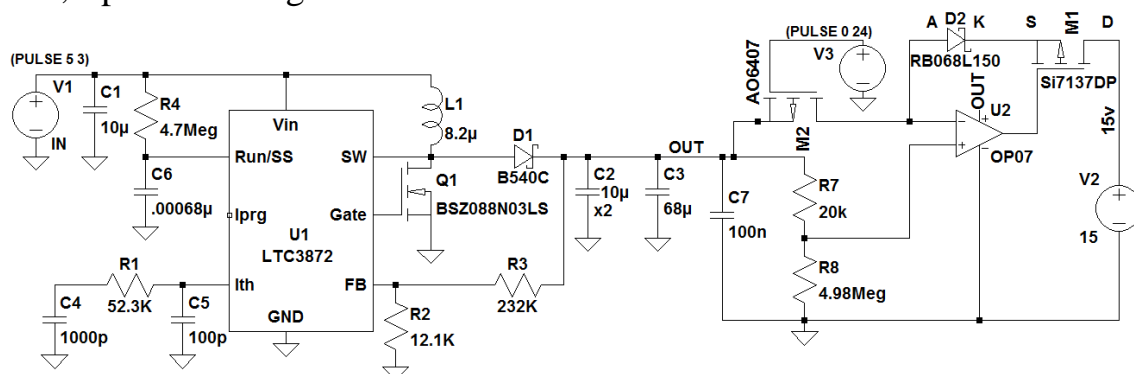 (PULSE 5 3)
V1
IN
C1
10µ
R4
4.7Meg
C6
.00068µ
R1
52.3K
C4
1000p
C5
100p
Vin
Run/SS
SW
Iprg
Gate
U1
LTC3872
Ith
FB
GND
L1
8.2µ
Q1
BSZ088N03LS
D1
B540C
R3
232K
R2
12.1K
C2
10µ
x2
C3
68µ
OUT
C7
100n
R7
20k
R8
4.98Meg
AO6407
M2
(PULSE 0 24)
V3
A D2 K
RB068L150
S M1 D
Si7137DP
OUT
U2
OP07
15v
V2
15